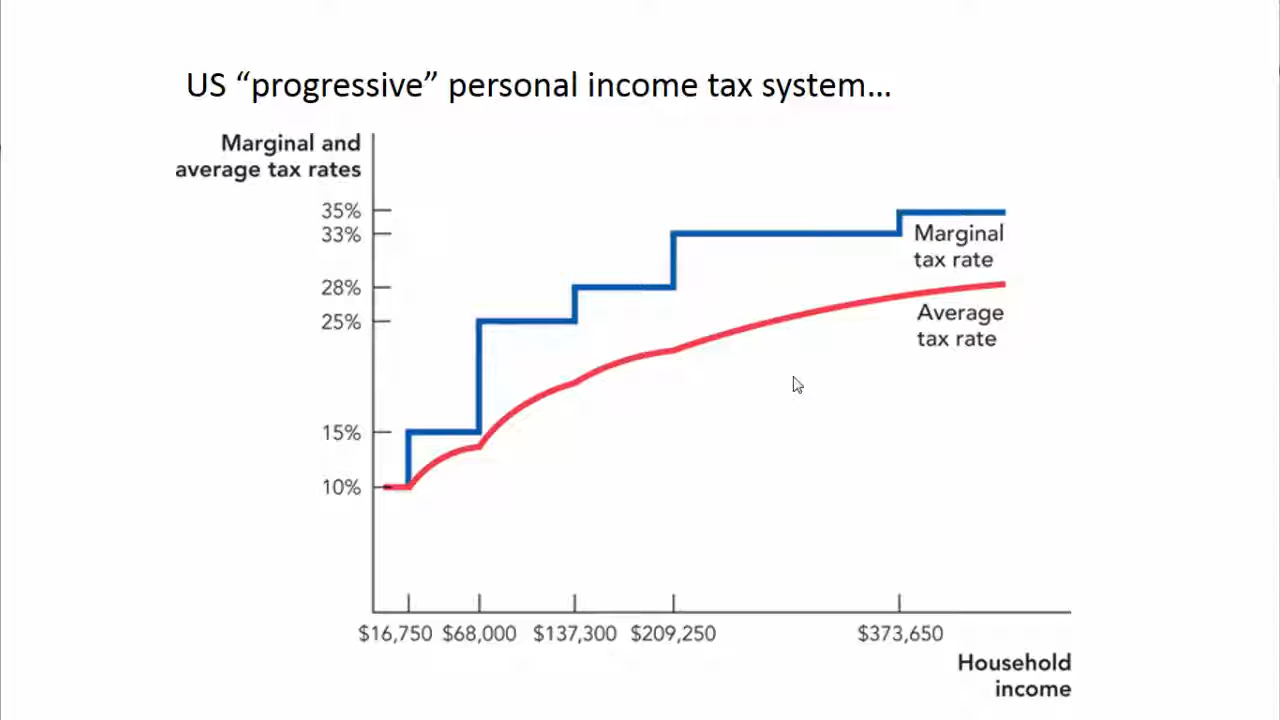 US “progressive” personal income tax system...
Marginal and
average tax rates
35%
33%
28%
25%
15%
10%
Marginal
tax rate
Average
tax rate
$16,750 $68,000 $137,300 $209,250 $373,650
Household
income